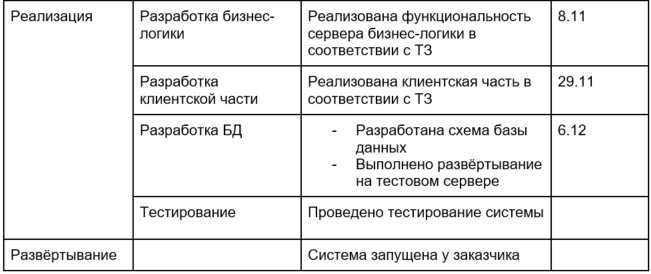 Реализация
Разработка бизнес-
логики
Реализована функциональность
сервера бизнес-логики в
соответствии с ТЗ
8.11
Разработка
клиентской части
Реализована клиентская часть в
соответствии с ТЗ
29.11
Разработка БД
- Разработана схема базы
данных
- Выполнено развёртывание
на тестовом сервере
6.12
Тестирование
Проведено тестирование системы
Развёртывание
Система запущена у заказчика